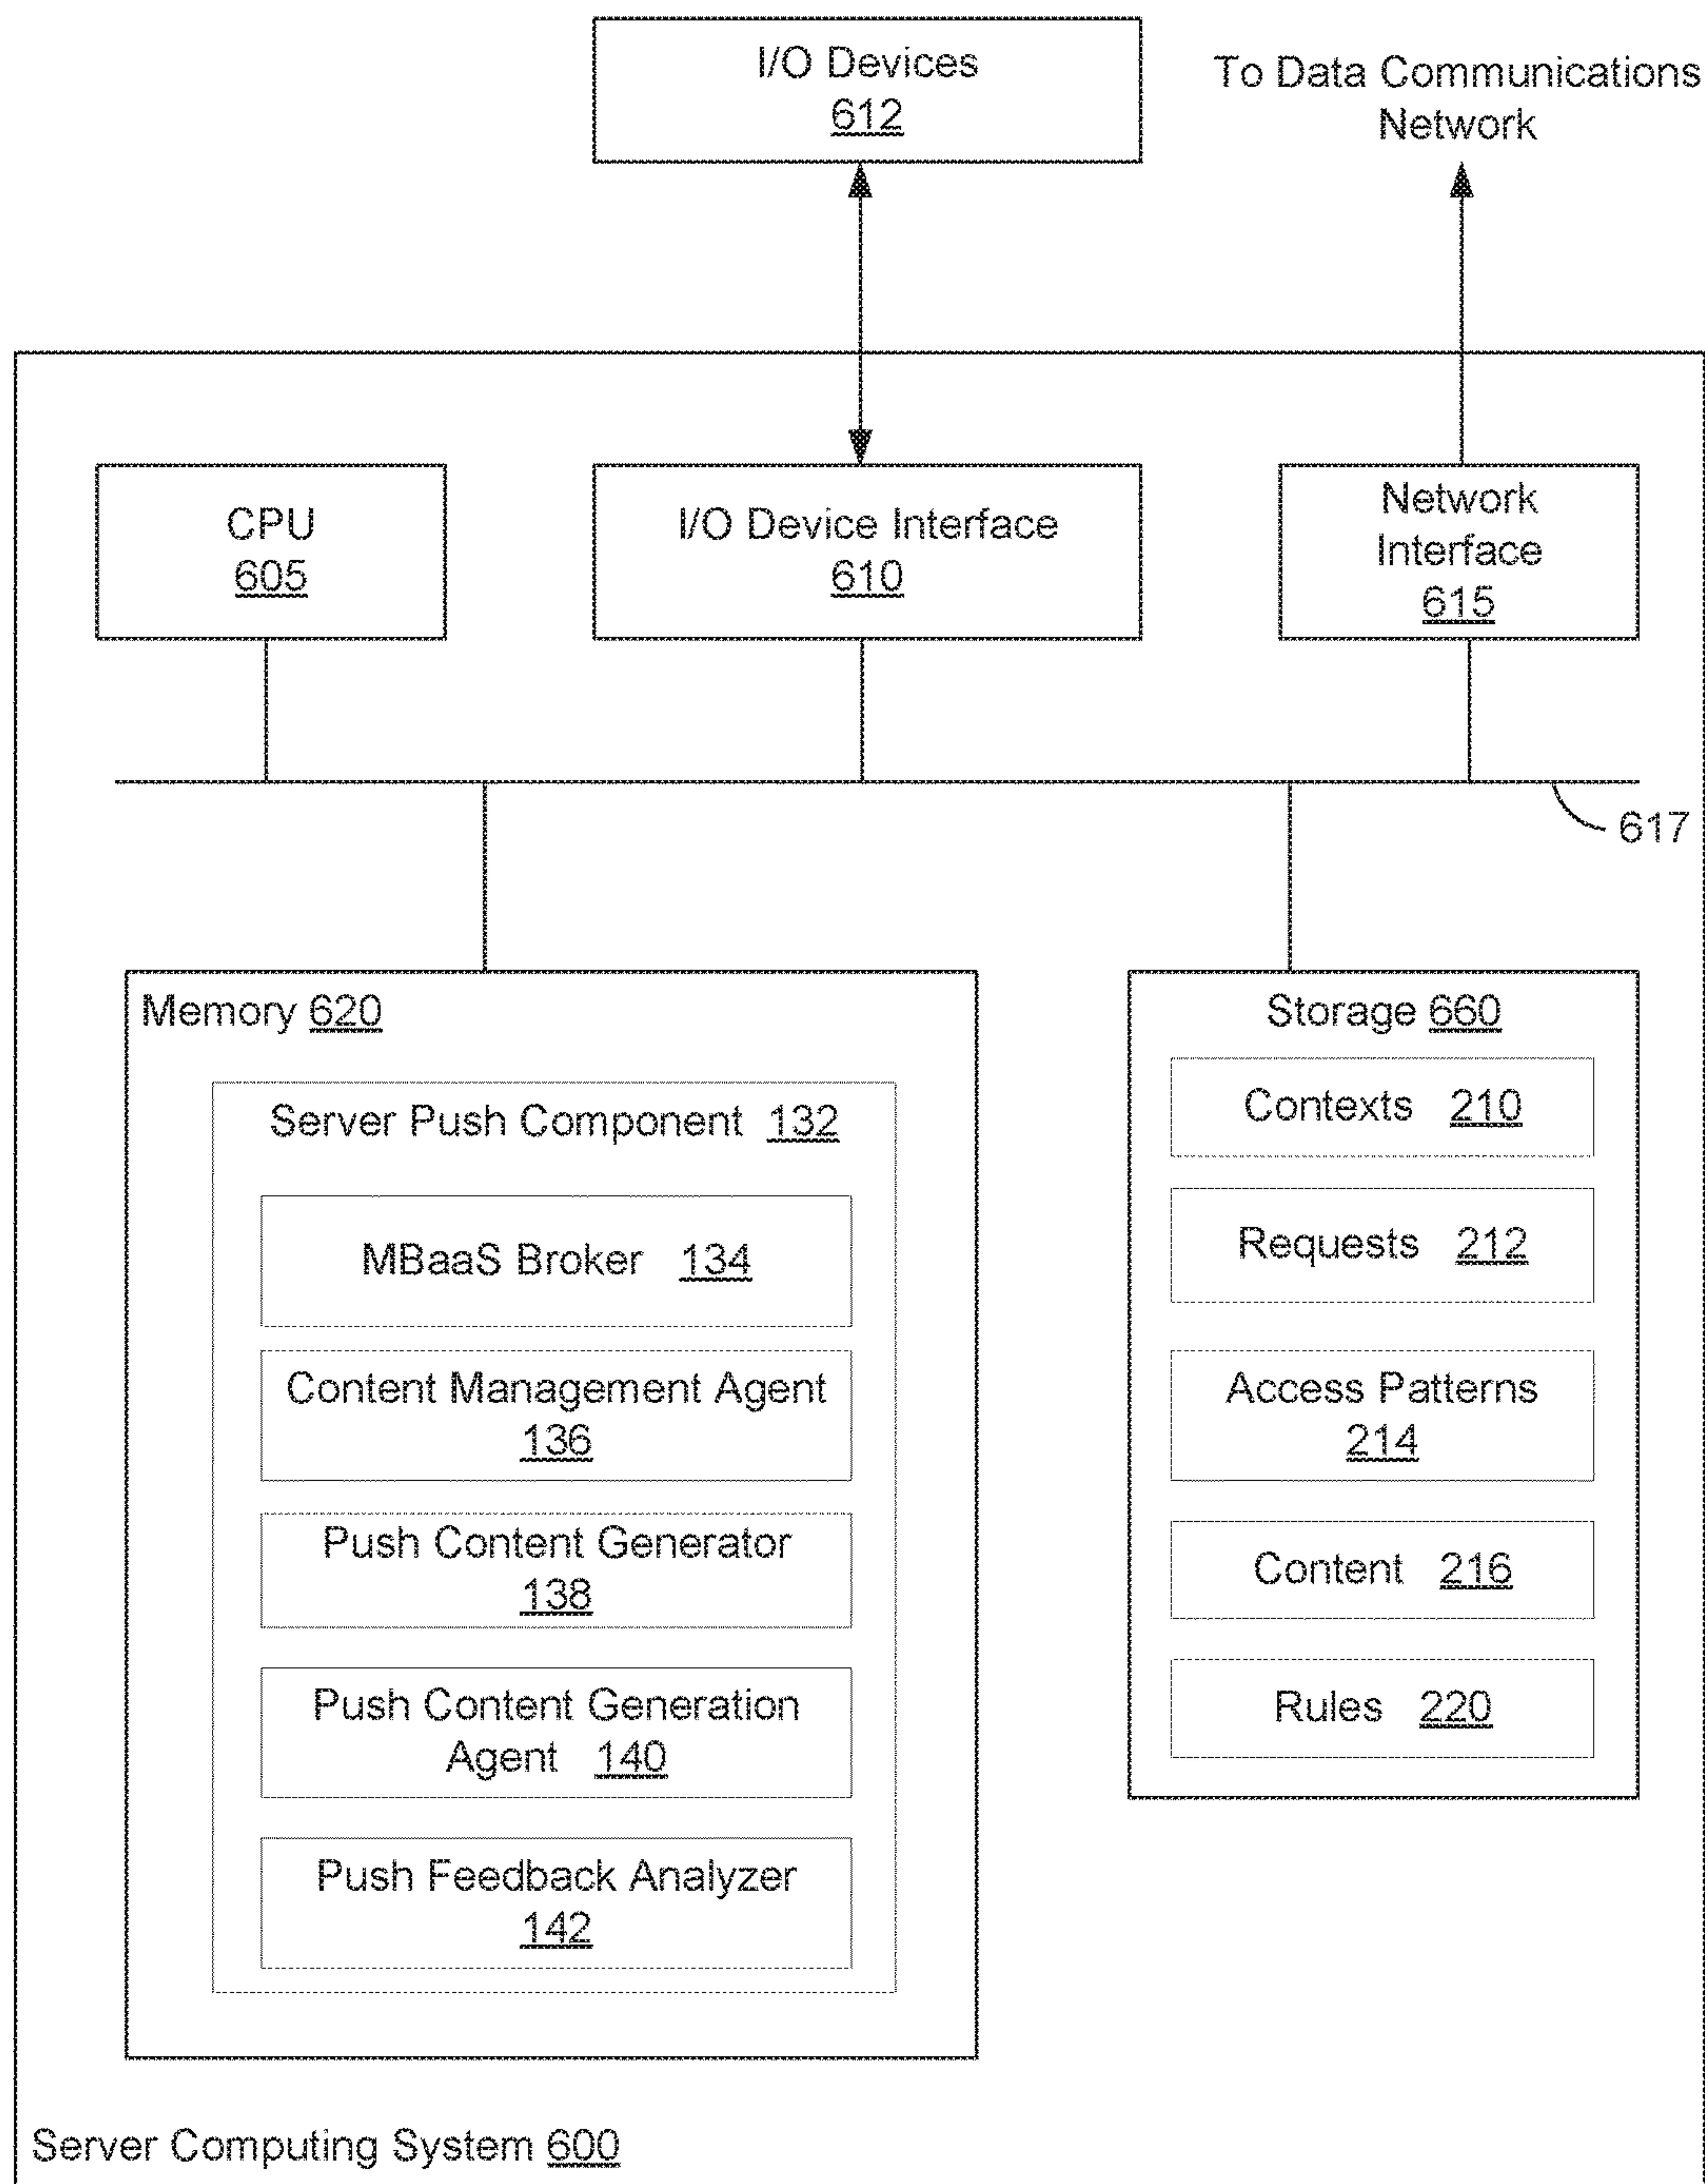 I/O Devices
612
To Data Communications
Network
CPU
605
I/O Device Interface
610
Network
Interface
615
617
Memory 620
Server Push Component 132
MBaaS Broker 134
Content Management Agent
136
Push Content Generator
138
Push Content Generation
Agent 140
Push Feedback Analyzer
142
Storage 660
Contexts 210
Requests 212
Access Patterns
214
Content 216
Rules 220
Server Computing System 600